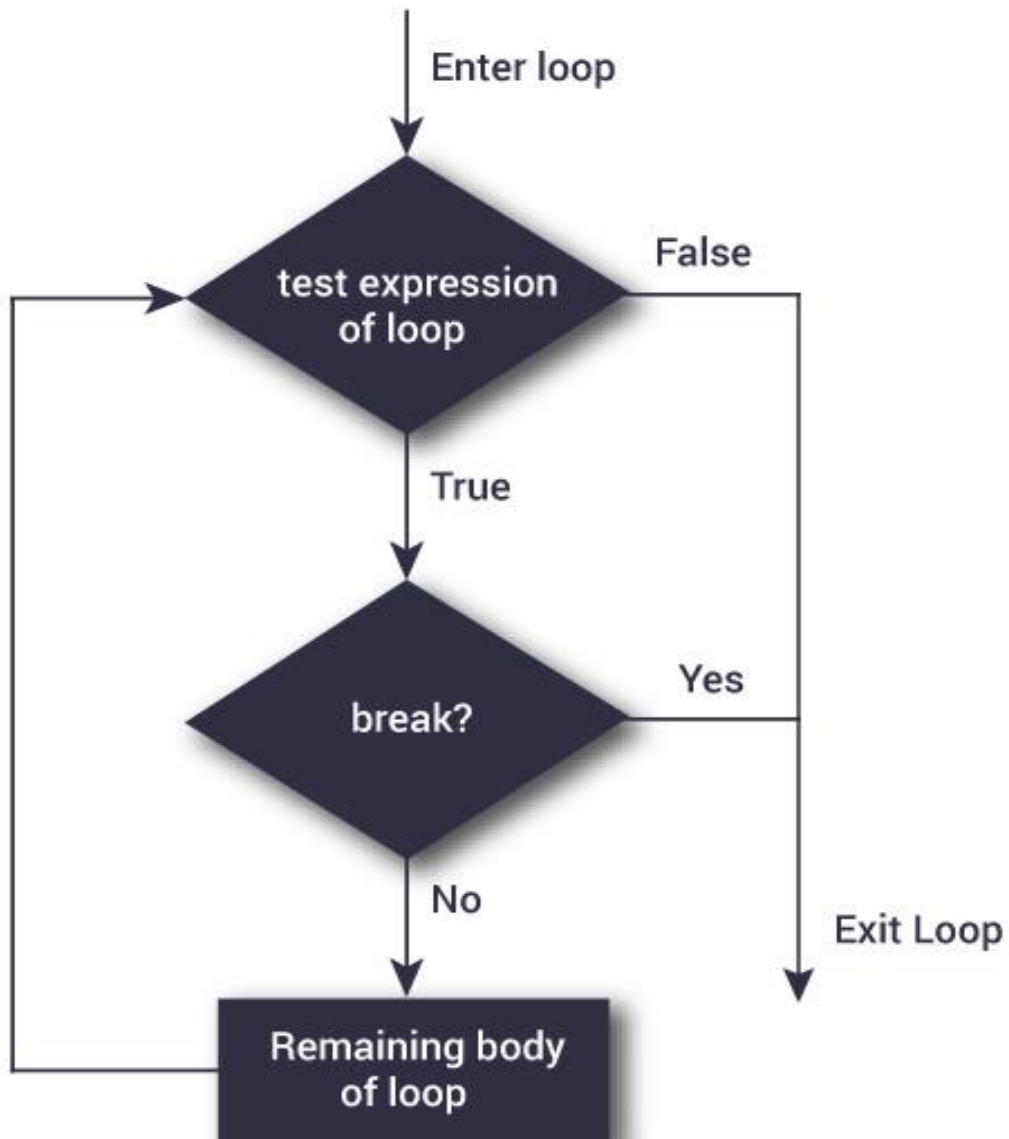 Enter loop
test expression
of loop
False
True
break?
Yes
No
Exit Loop
Remaining body
of loop